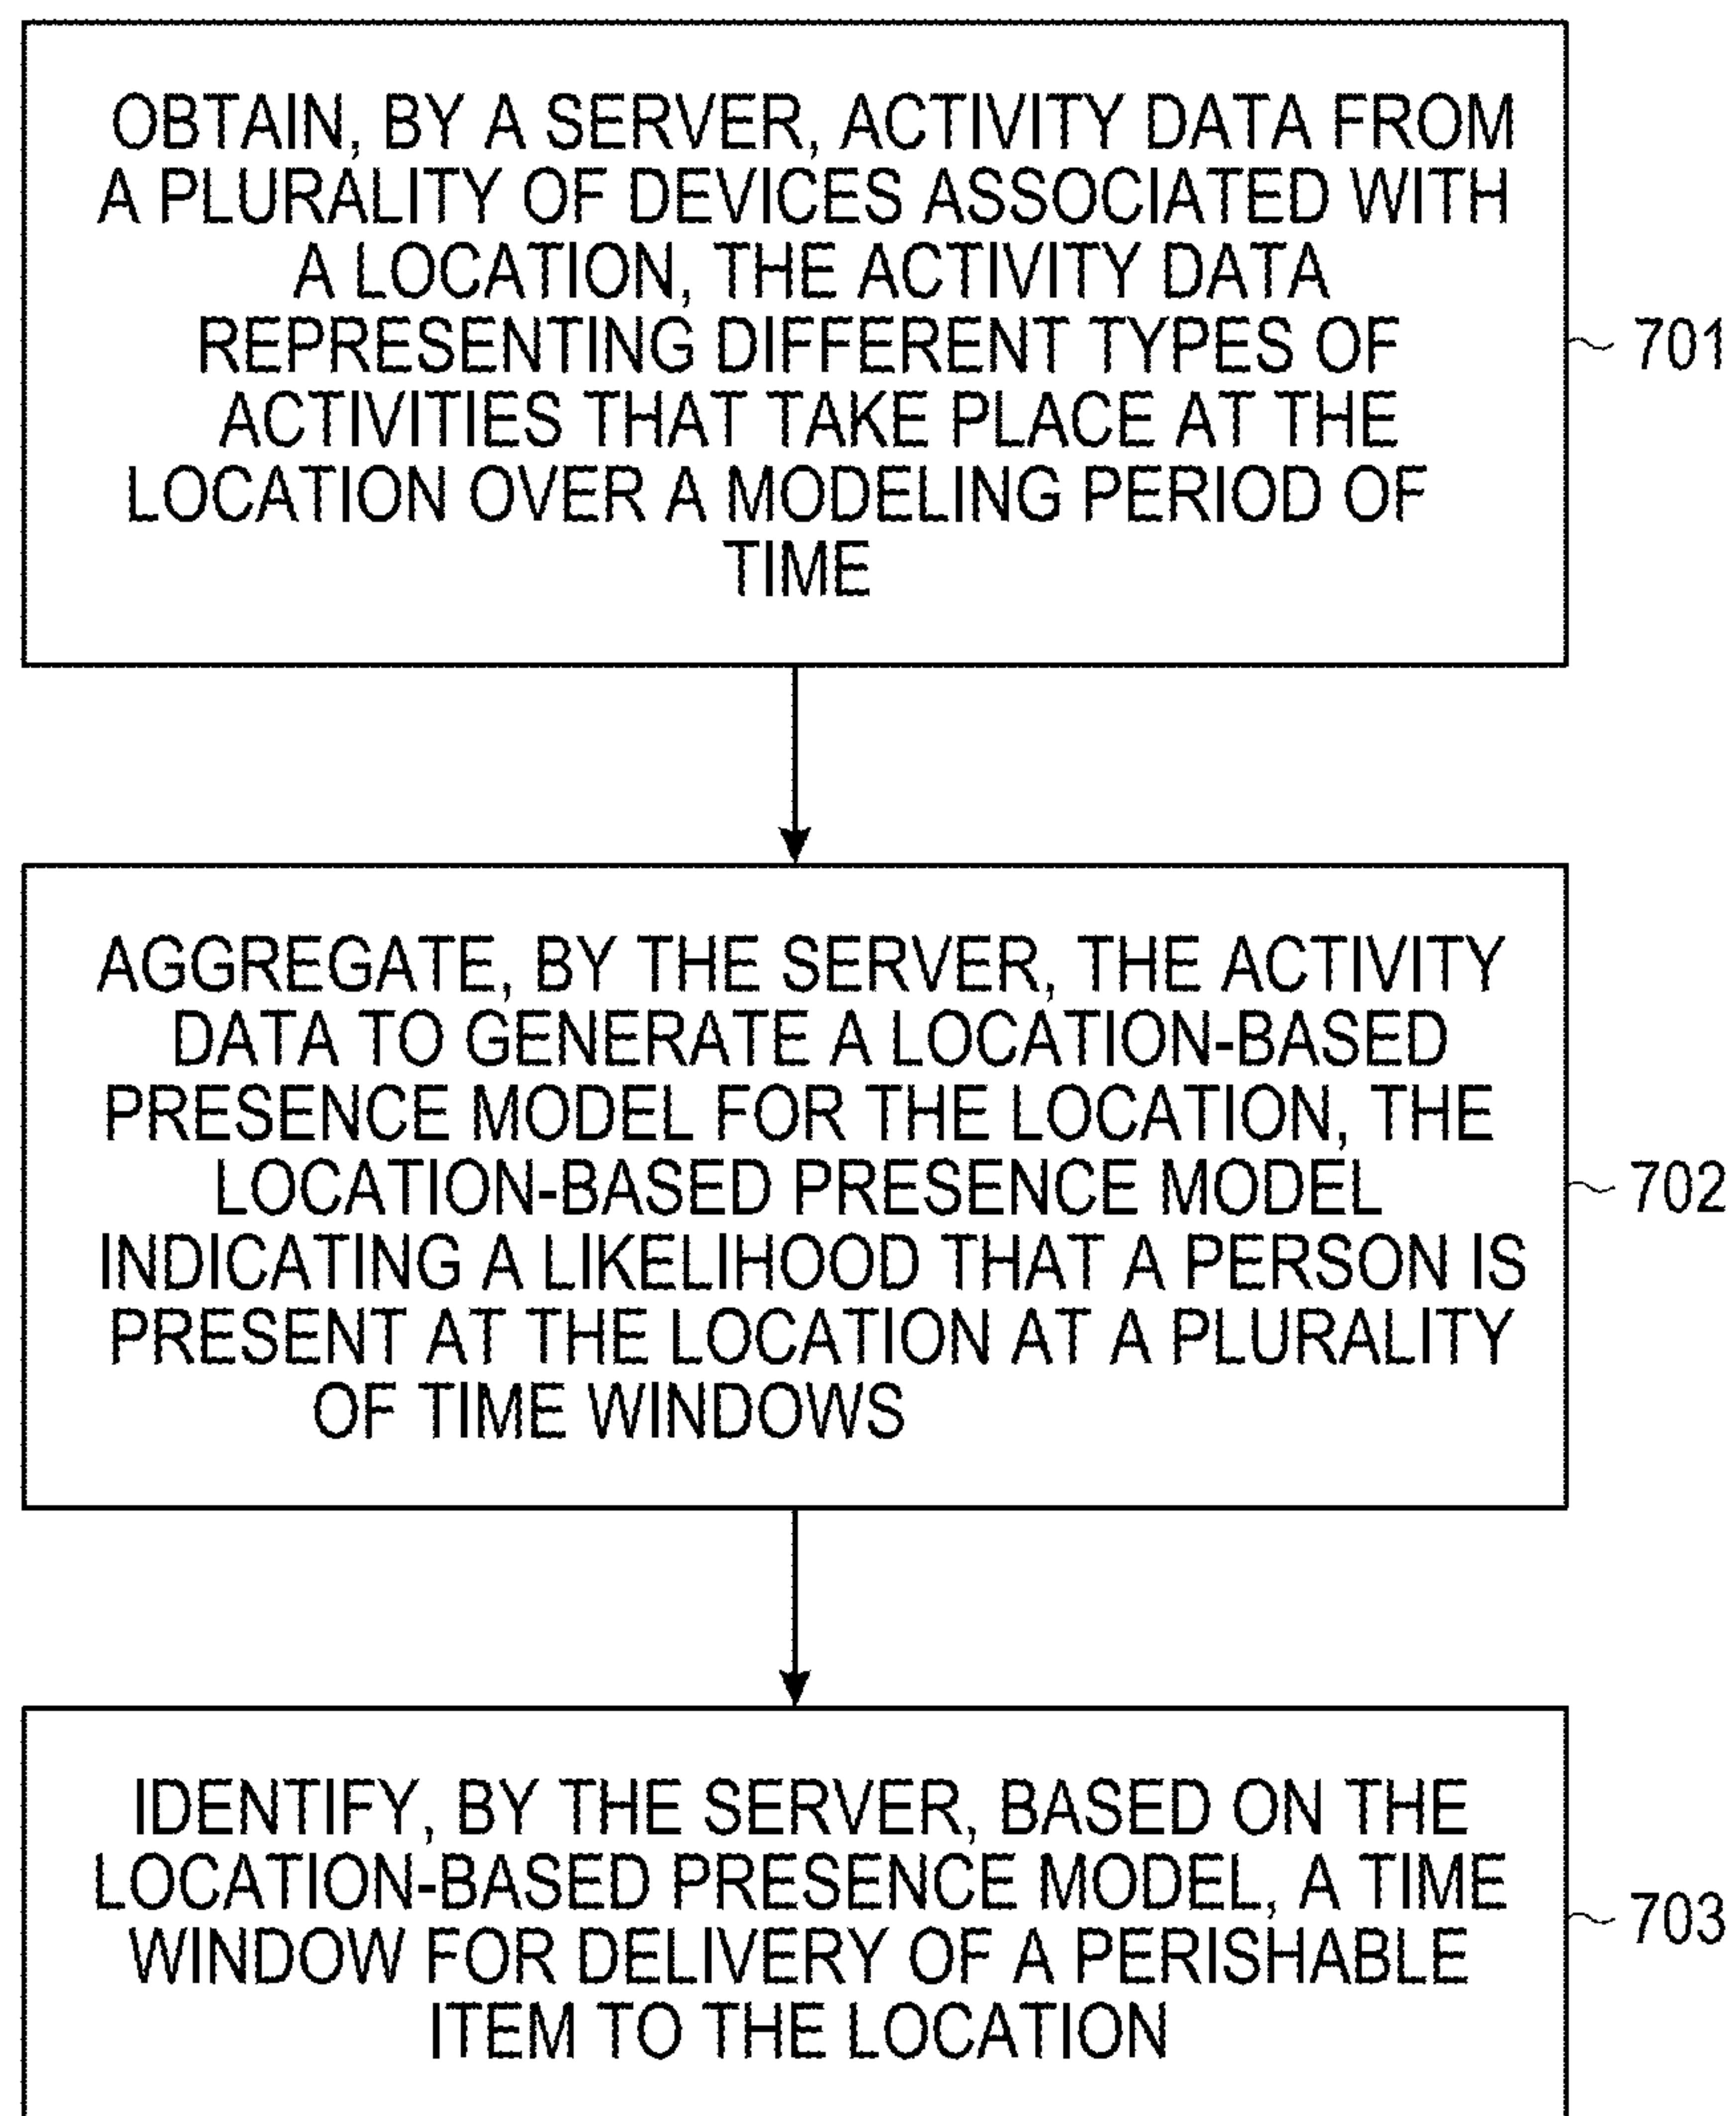 OBTAIN, BY A SERVER, ACTIVITY DATA FROM
A PLURALITY OF DEVICES ASSOCIATED WITH
A LOCATION, THE ACTIVITY DATA
REPRESENTING DIFFERENT TYPES OF
ACTIVITIES THAT TAKE PLACE AT THE
LOCATION OVER A MODELING PERIOD OF
TIME
701
AGGREGATE, BY THE SERVER, THE ACTIVITY
DATA TO GENERATE A LOCATION-BASED
PRESENCE MODEL FOR THE LOCATION, THE
LOCATION-BASED PRESENCE MODEL
INDICATING A LIKELIHOOD THAT A PERSON IS
PRESENT AT THE LOCATION AT A PLURALITY
OF TIME WINDOWS
702
IDENTIFY, BY THE SERVER, BASED ON THE
LOCATION-BASED PRESENCE MODEL, A TIME
WINDOW FOR DELIVERY OF A PERISHABLE
ITEM TO THE LOCATION
703